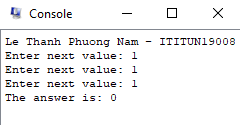 Console
Le Thanh Phuong Nam - ITITUN19008
Enter next value: 1
Enter next value: 1
Enter next value: 1
The answer is: 0